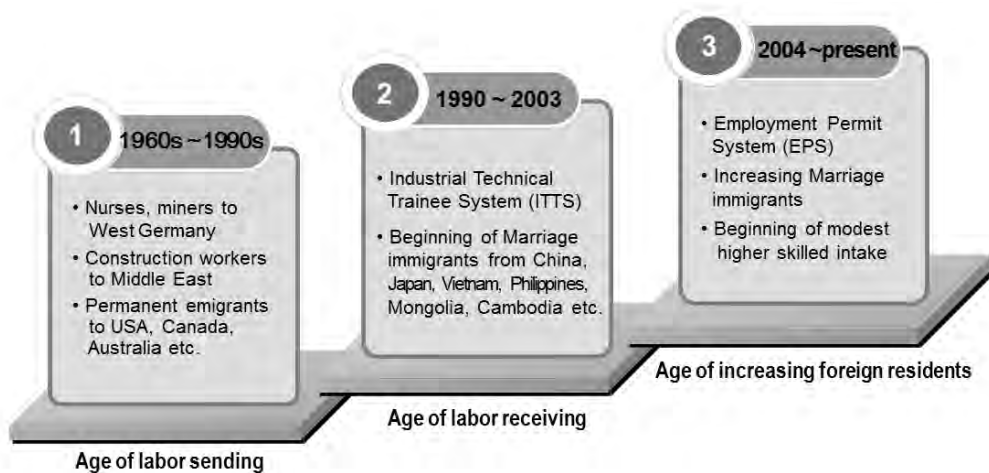 1
1960s ~1990s
• Nurses, miners to
West Germany
• Construction workers
to Middle East
• Permanent emigrants
to USA, Canada,
Australia etc.
Age of labor sending
2
1990 ~ 2003
• Industrial Technical
Trainee System (ITTS)
• Beginning of Marriage
immigrants from China,
Japan, Vietnam, Philippines,
Mongolia, Cambodia etc.
Age of labor receiving
3
2004 ~present
• Employment Permit
System (EPS)
• Increasing Marriage
immigrants
• Beginning of modest
higher skilled intake
Age of increasing foreign residents